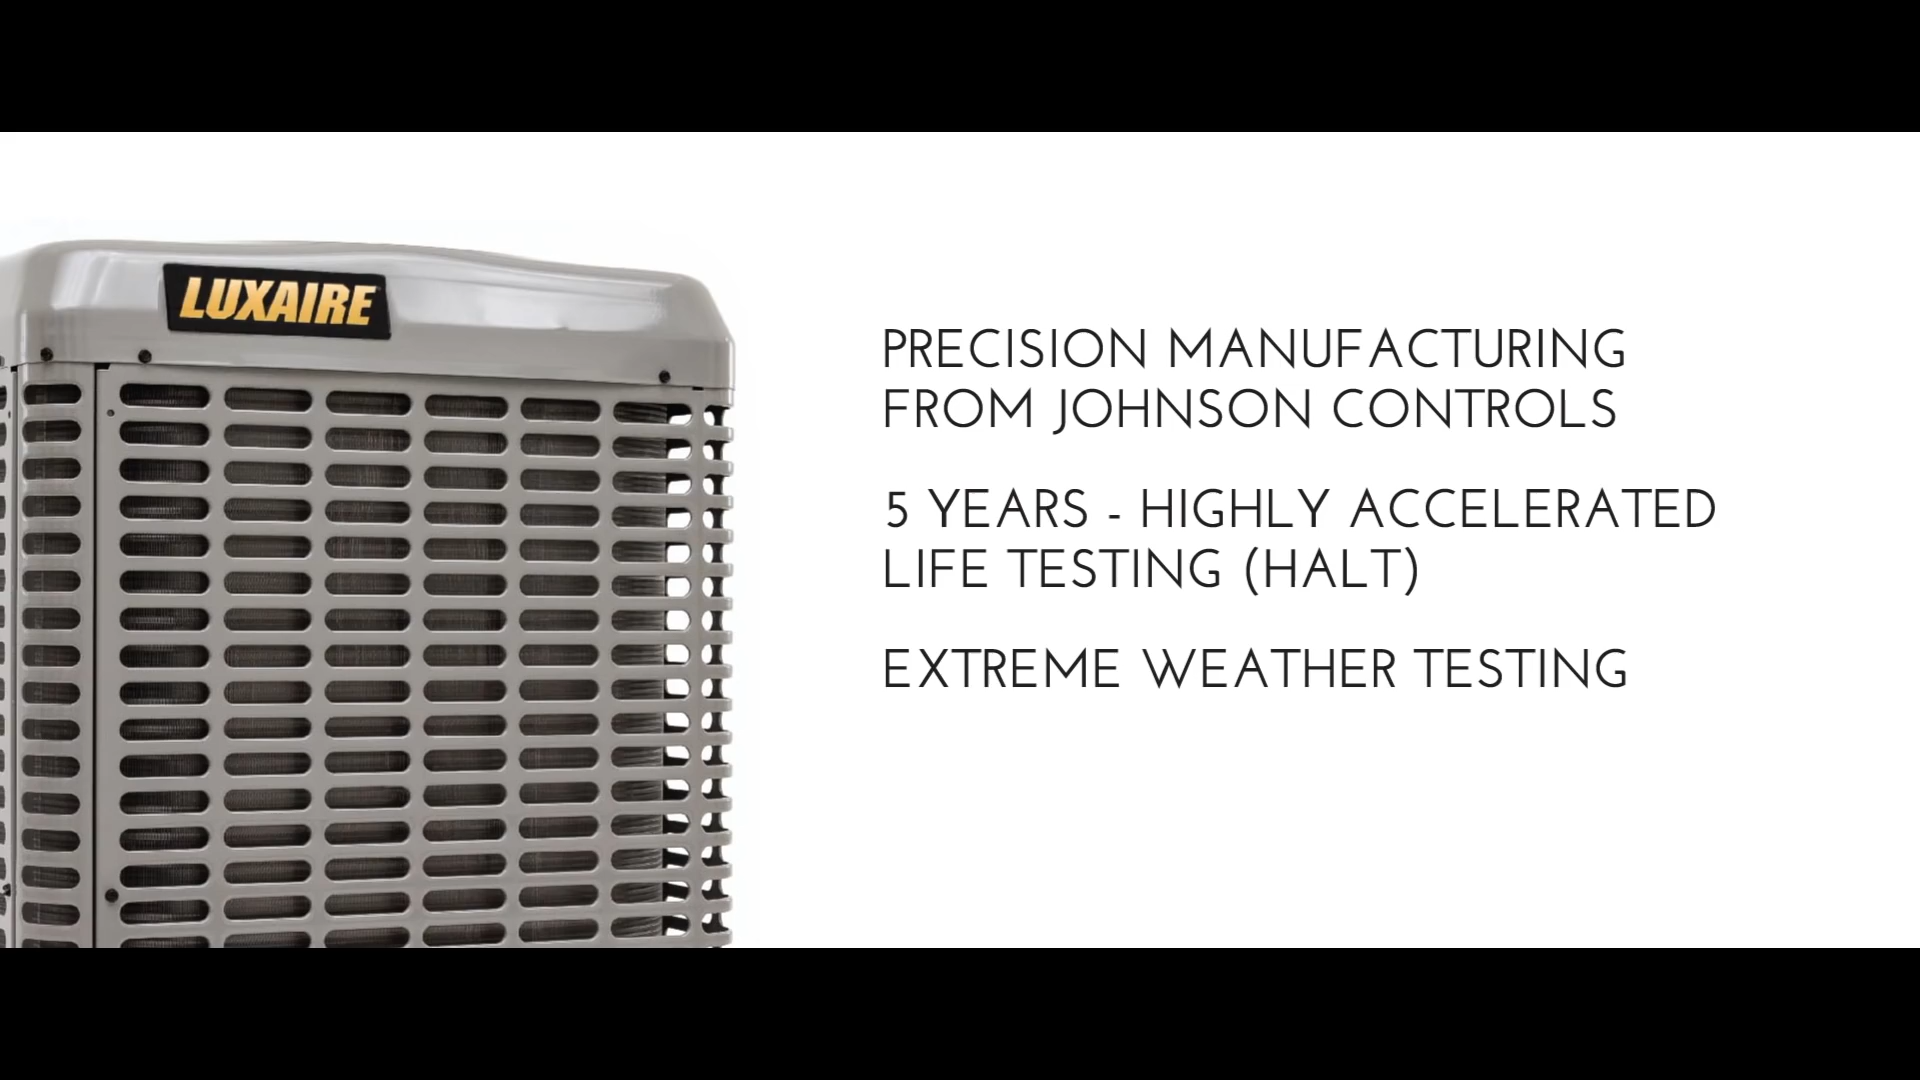 LUXAIRE
PRECISION MANUFACTURING
FROM JOHNSON CONTROLS
5 YEARS - HIGHLY ACCELERATED
LIFE TESTING (HALT)
EXTREME WEATHER TESTING